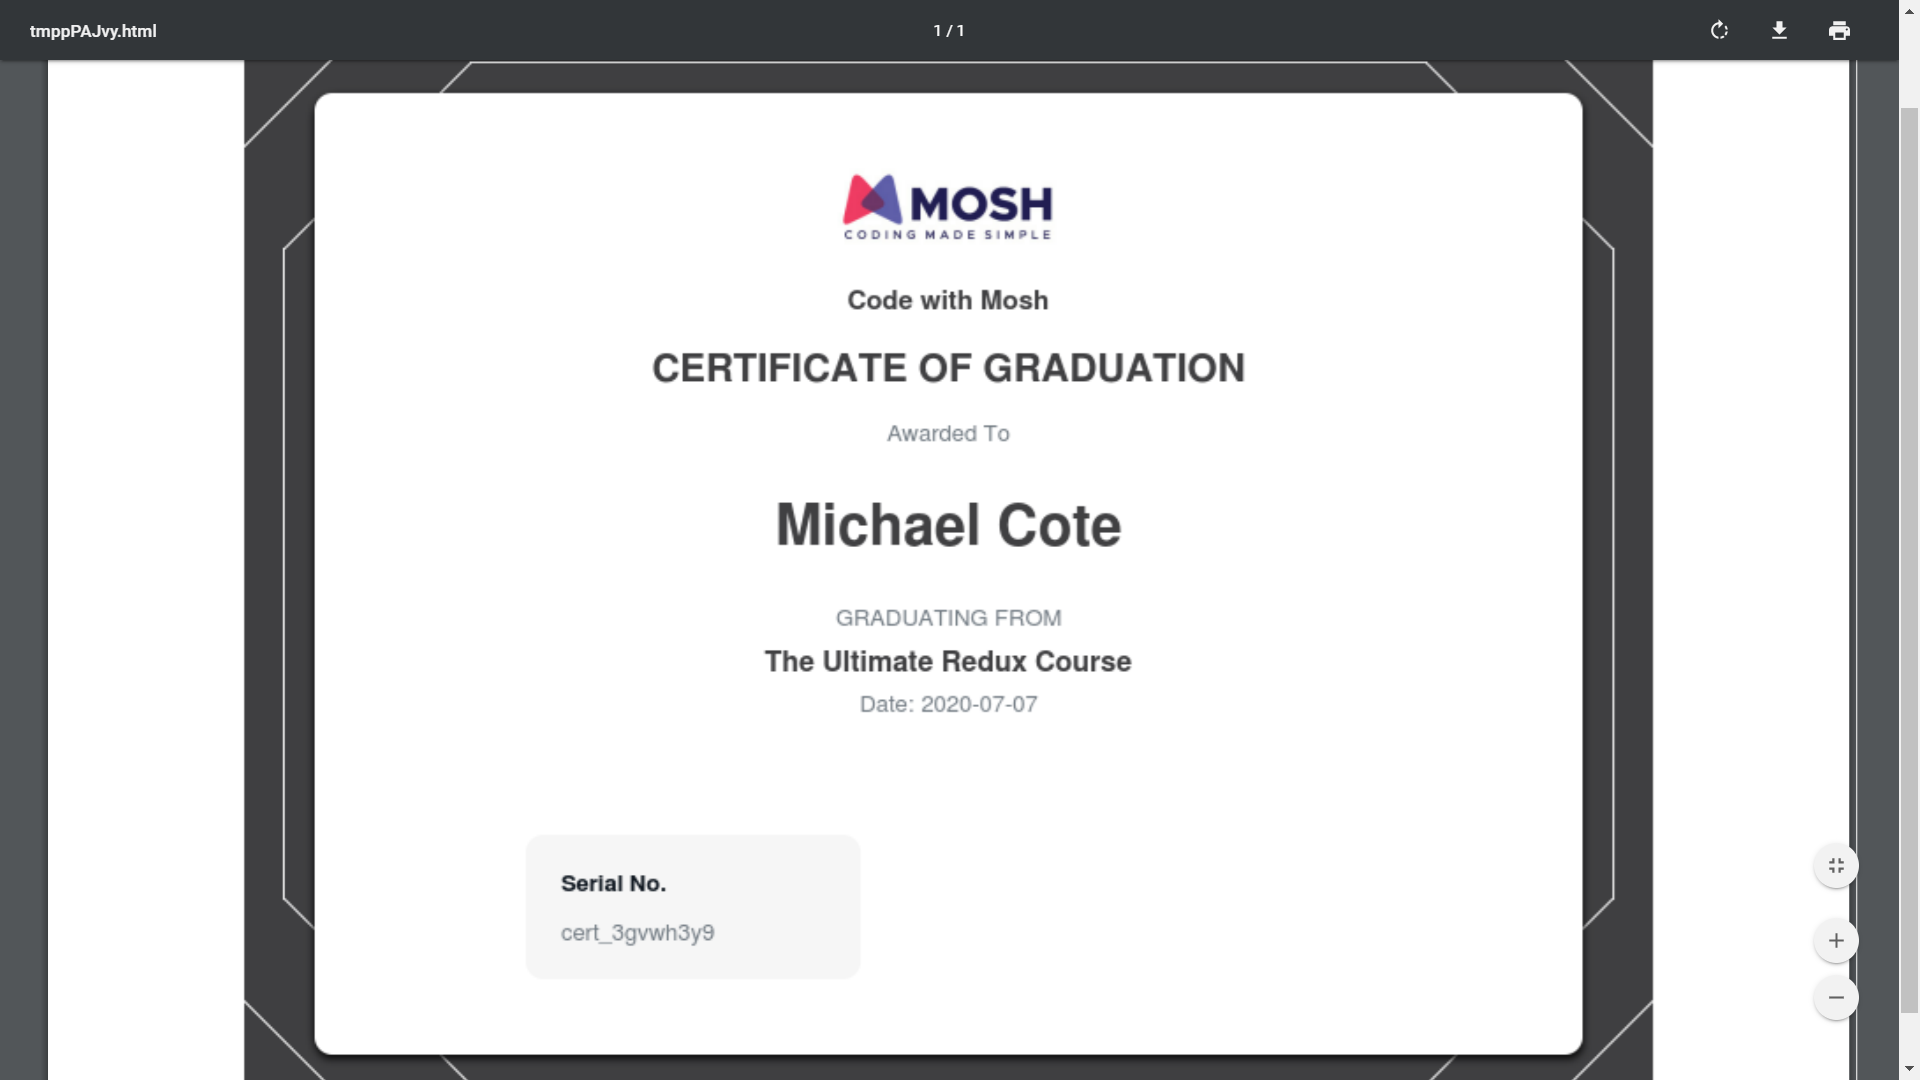 tmppPAJvy.html
1 / 1
MOSH
CODING MADE SIMPLE
Code with Mosh
CERTIFICATE OF GRADUATION
Awarded To
Michael Cote
GRADUATING FROM
The Ultimate Redux Course
Date: 2020-07-07
Serial No.
cert_3gvwh3y9